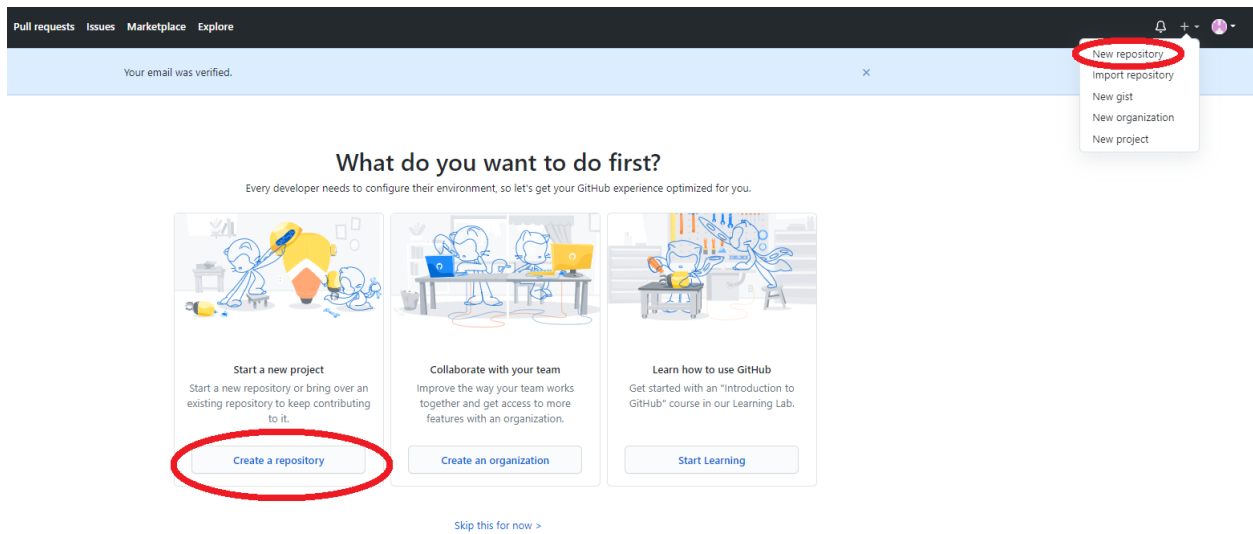 Pull requests Issues Marketplace Explore
New repository
Import repository
New gist
New organization
New project
Your email was verified.
What do you want to do first?
Every developer needs to configure their environment, so let's get your GitHub experience optimized for you.
Start a new project
Start a new repository or bring over an
existing repository to keep contributing
to it.
Create a repository
Collaborate with your team
Improve the way your team works
together and get access to more
features with an organization.
Create an organization
Learn how to use GitHub
Get started with an "Introduction to
GitHub" course in our Learning Lab.
Start Learning
Skip this for now >